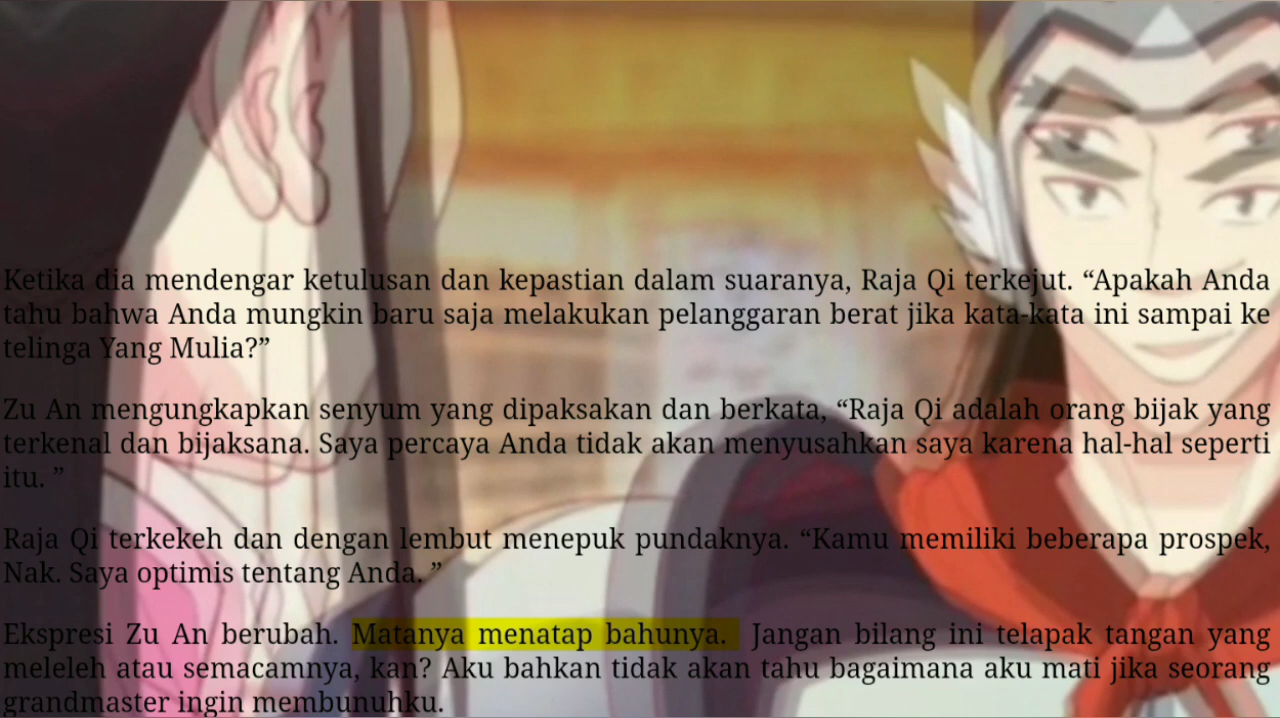 Ketika dia mendengar ketulusan dan kepastian dalam suaranya, Raja Qi terkejut. “Apakah Anda
tahu bahwa Anda mungkin baru saja melakukan pelanggaran berat jika kata-kata ini sampai ke
telinga Yang Mulia?”
Zu An mengungkapkan senyum yang dipaksakan dan berkata, “Raja Qi adalah orang bijak yang
terkenal dan bijaksana. Saya percaya Anda tidak akan menyusahkan saya karena hal-hal seperti
itu. ”
Raja Qi terkekeh dan dengan lembut menepuk pundaknya. “Kamu memiliki beberapa prospek,
Nak. Saya optimis tentang Anda. ”
Ekspresi Zu An berubah. Matanya menatap bahunya. Jangan bilang ini telapak tangan yang
meleleh atau semacamnya, kan? Aku bahkan tidak akan tahu bagaimana aku mati jika seorang
grandmaster ingin membunuhku.